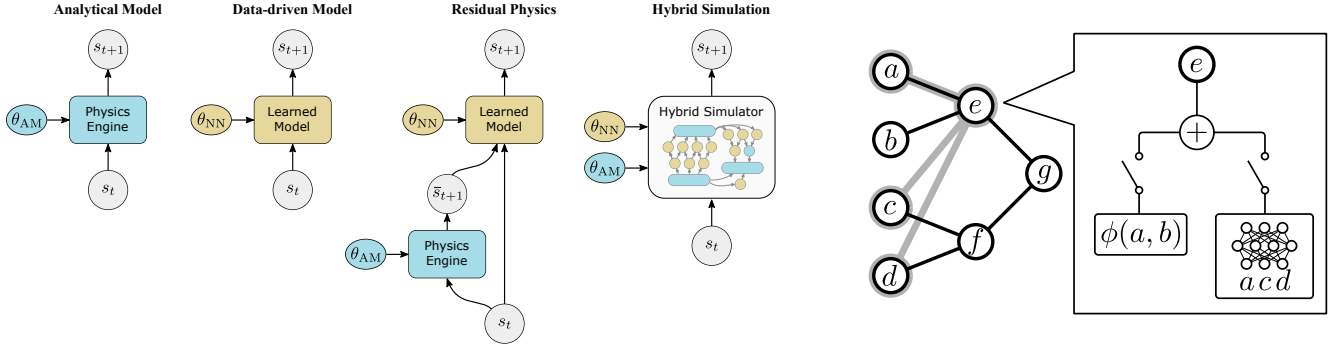 Analytical Model
s_{t+1}
θ_AM
Physics
Engine
s_t
Data-driven Model
s_{t+1}
θ_NN
Learned
Model
s_t
Residual Physics
s_{t+1}
θ_NN
Learned
Model
s̄_{t+1}
θ_AM
Physics
Engine
s_t
Hybrid Simulation
s_{t+1}
θ_NN
θ_AM
Hybrid Simulator
s_t
a
b
c
d
e
f
g
e
+
ϕ(a, b)
a c d